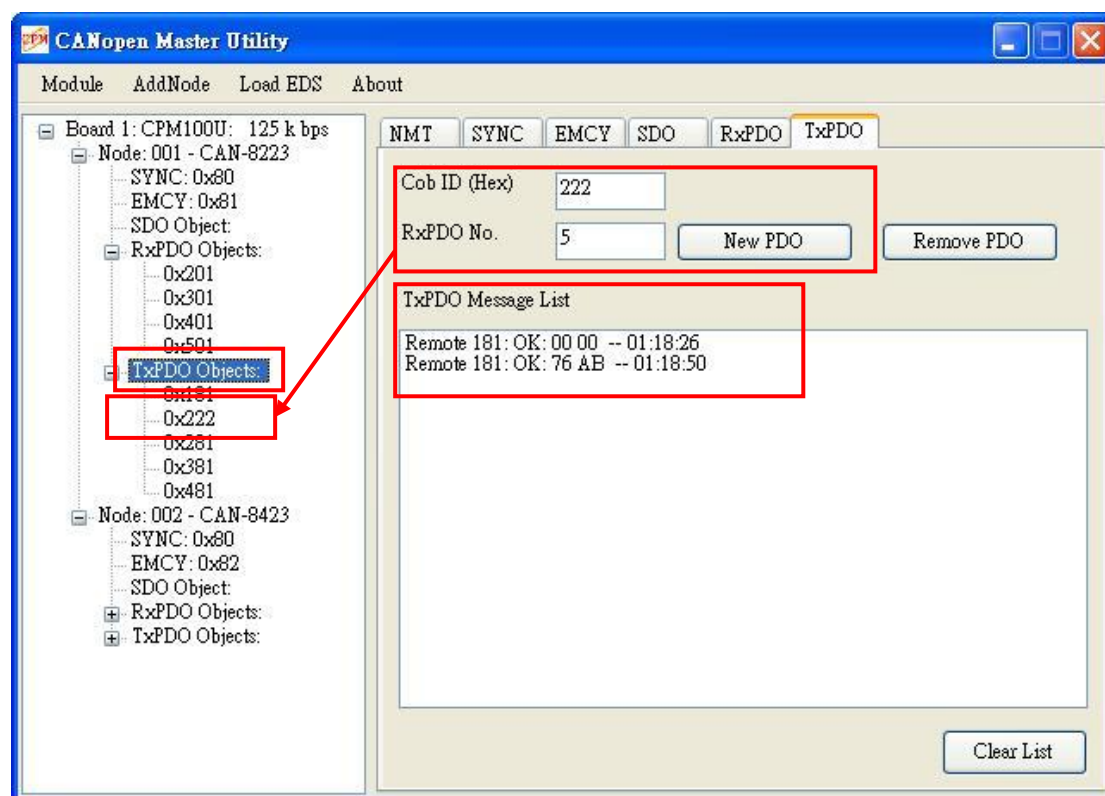 CANopen Master Utility
Module AddNode Load EDS About
Board 1: CPM100U: 125 k bps
Node: 001 - CAN-8223
SYNC: 0x80
EMCY: 0x81
SDO Object:
RxPDO Objects:
0x201
0x301
0x401
0x501
TxPDO Objects:
0x181
0x222
0x281
0x381
0x481
Node: 002 - CAN-8423
SYNC: 0x80
EMCY: 0x82
SDO Object:
RxPDO Objects:
TxPDO Objects:
NMT SYNC EMCY SDO RxPDO TxPDO
Cob ID (Hex) 222
RxPDO No. 5 New PDO Remove PDO
TxPDO Message List
Remote 181: OK: 00 00 -- 01:18:26
Remote 181: OK: 76 AB -- 01:18:50
Clear List